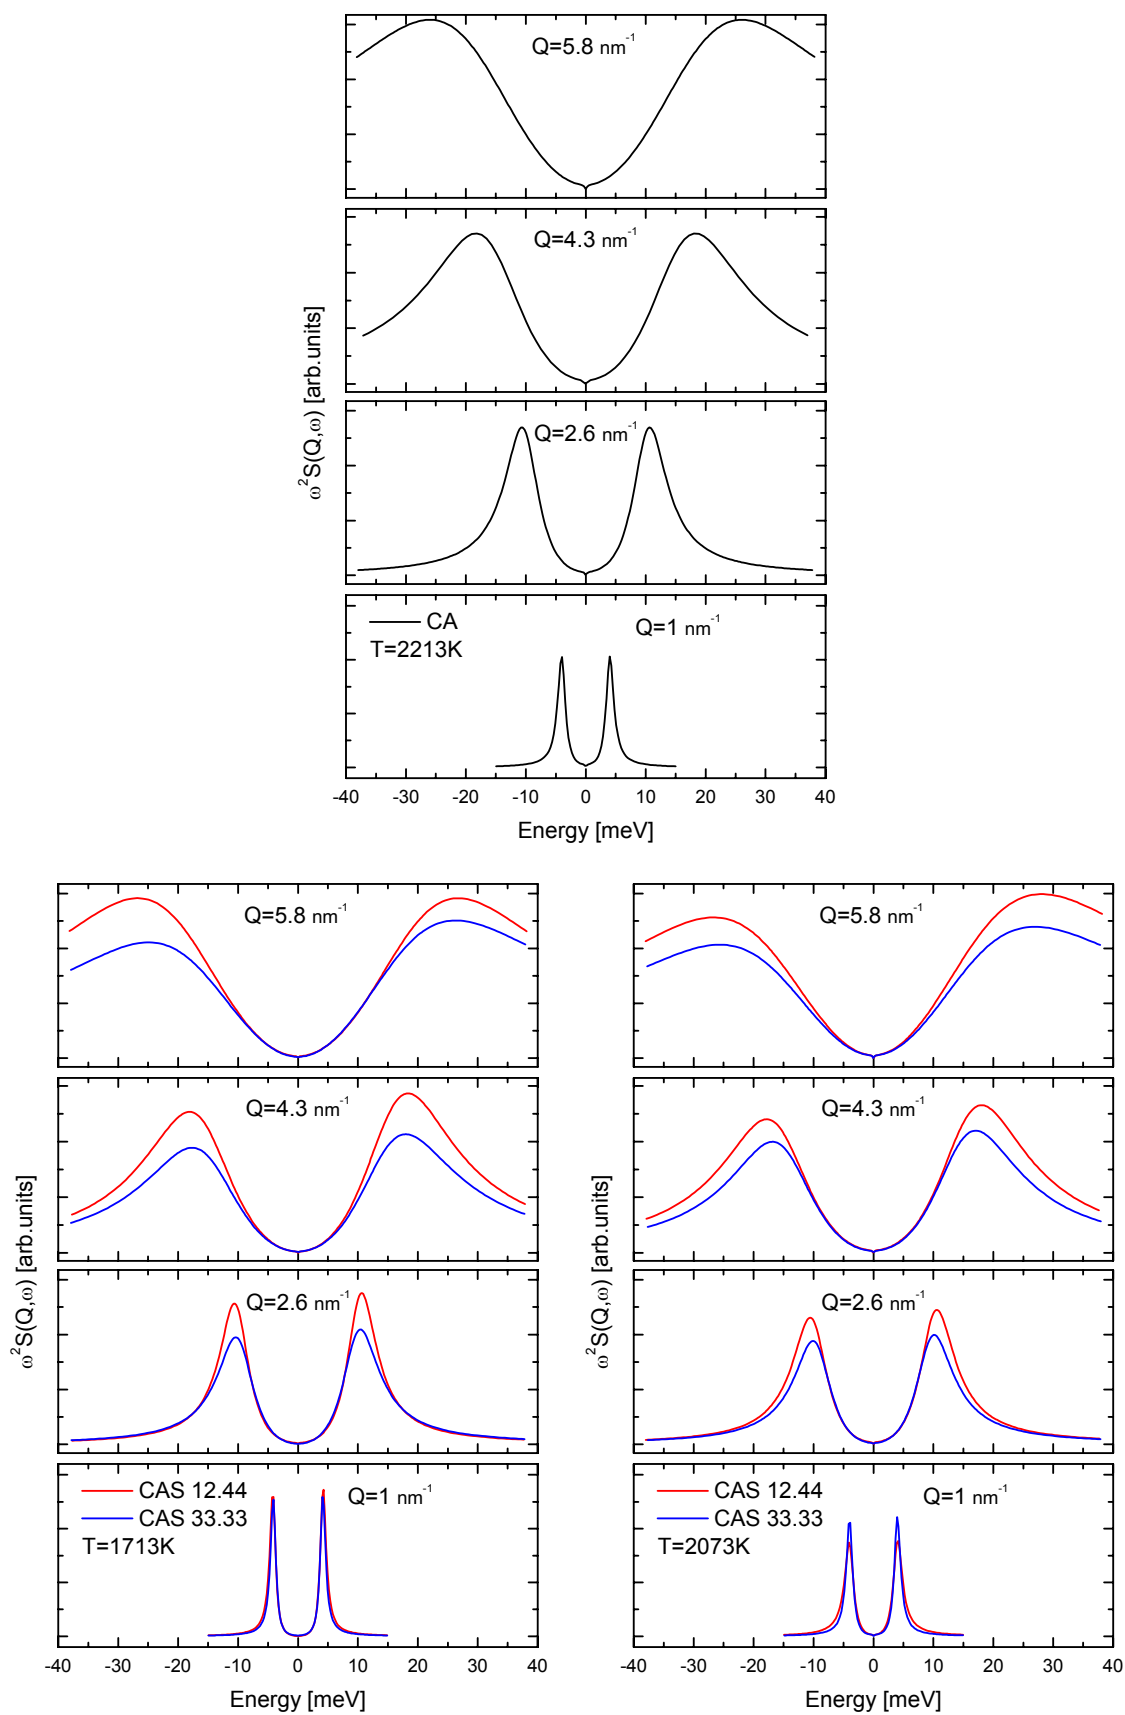 Q=5.8 nm⁻¹
Q=4.3 nm⁻¹
Q=2.6 nm⁻¹
ω²S(Q,ω) [arb.units]
CA
T=2213K
Q=1 nm⁻¹
-40 -30 -20 -10 0 10 20 30 40
Energy [meV]
Q=5.8 nm⁻¹
Q=4.3 nm⁻¹
Q=2.6 nm⁻¹
ω²S(Q,ω) [arb.units]
CAS 12.44
CAS 33.33
T=1713K
Q=1 nm⁻¹
-40 -30 -20 -10 0 10 20 30 40
Energy [meV]
Q=5.8 nm⁻¹
Q=4.3 nm⁻¹
Q=2.6 nm⁻¹
ω²S(Q,ω) [arb.units]
CAS 12.44
CAS 33.33
T=2073K
Q=1 nm⁻¹
-40 -30 -20 -10 0 10 20 30 40
Energy [meV]